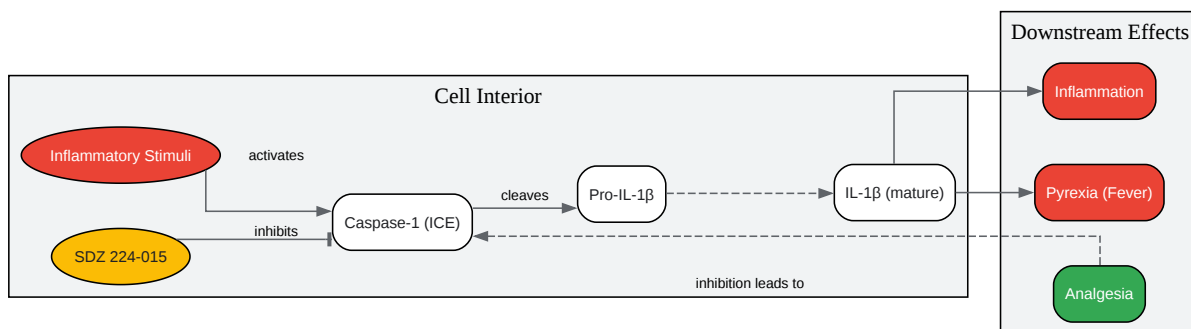 Downstream Effects
Cell Interior
Inflammation
Inflammatory Stimuli
activates
Pro-IL-1β
IL-1β (mature)
Pyrexia (Fever)
cleaves
Caspase-1 (ICE)
inhibits
SDZ 224-015
inhibition leads to
Analgesia